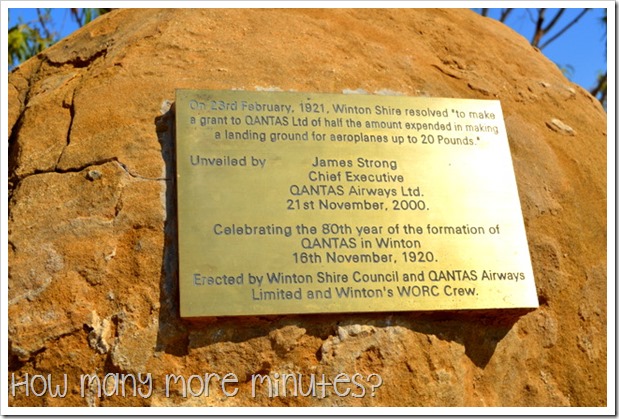 On 23rd February, 1921, Winton Shire resolved "to make
a grant to QANTAS Ltd of half the amount expended in making
a landing ground for aeroplanes up to 20 Pounds."
Unveiled by James Strong
Chief Executive
QANTAS Airways Ltd.
21st November, 2000.
Celebrating the 80th year of the formation of
QANTAS in Winton
16th November, 1920.
Erected by Winton Shire Council and QANTAS Airways
Limited and Winton's WORC Crew.
How many more minutes?